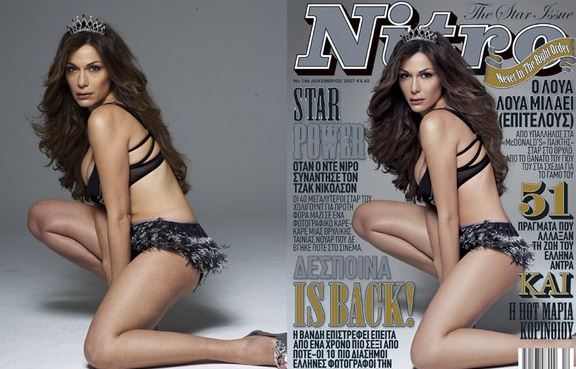 The Star Issue
Nitro
Never In The Right Order
Νο 146 ΔΕΚΕΜΒΡΙΟΣ 2007 €4,40
STAR
POWER
ΟΤΑΝ Ο ΝΤΕ ΝΙΡΟ
ΣΥΝΑΝΤΗΣΕ ΤΟΝ
ΤΖΑΚ ΝΙΚΟΛΣΟΝ
ΟΙ 40 ΜΕΓΑΛΥΤΕΡΟΙ ΣΤΑΡ ΤΟΥ
ΧΟΛΙΓΟΥΝΤ ΓΙΑ ΠΡΩΤΗ
ΦΟΡΑ ΜΑΖΙ ΣΕ ΕΝΑ
ΦΩΤΟΓΡΑΦΙΚΟ ΚΑΡΕ-
ΚΑΡΕ ΜΙΑΣ ΘΡΥΛΙΚΗΣ
ΤΑΙΝΙΑΣ ΝΟΥΑΡ ΠΟΥ ΔΕ
ΒΓΗΚΕ ΠΟΤΕ ΣΤΟ ΣΙΝΕΜΑ.
ΔΕΣΠΟΙΝΑ
IS BACK!
Η ΒΑΝΔΗ ΕΠΙΣΤΡΕΦΕΙ ΕΠΕΙΤΑ
ΑΠΟ ΕΝΑ ΧΡΟΝΟ ΠΙΟ ΣΕΞΙ ΑΠΟ
ΠΟΤΕ-ΟΙ 10 ΠΙΟ ΔΙΑΣΗΜΟΙ
ΕΛΛΗΝΕΣ ΦΩΤΟΓΡΑΦΟΙ ΤΗΝ
Ο ΛΟΥΑ
ΛΟΥΑ ΜΙΛΑΕΙ
(ΕΠΙΤΕΛΟΥΣ)
ΑΠΟ ΥΠΑΛΛΗΛΟΣ ΣΤΑ
«McDONALD'S» ΠΑΙΚΤΗΣ-
ΣΤΑΡ ΣΤΟ ΘΡΥΛΟ.
ΑΠΟ ΤΟ ΘΑΝΑΤΟ ΤΟΥ ΓΙΟΥ
ΤΟΥ ΣΤΑ ΣΧΕΔΙΑ ΓΙΑ
ΤΟ ΓΑΜΟ ΤΟΥ.
51
ΠΡΑΓΜΑΤΑ ΠΟΥ
ΑΛΛΑΞΑΝ
ΤΗ ΖΩΗ ΤΟΥ
ΕΛΛΗΝΑ
ΑΝΤΡΑ
ΚΑΙ
Η ΗΟΤ ΜΑΡΙΑ
ΚΟΡΙΝΘΙΟΥ